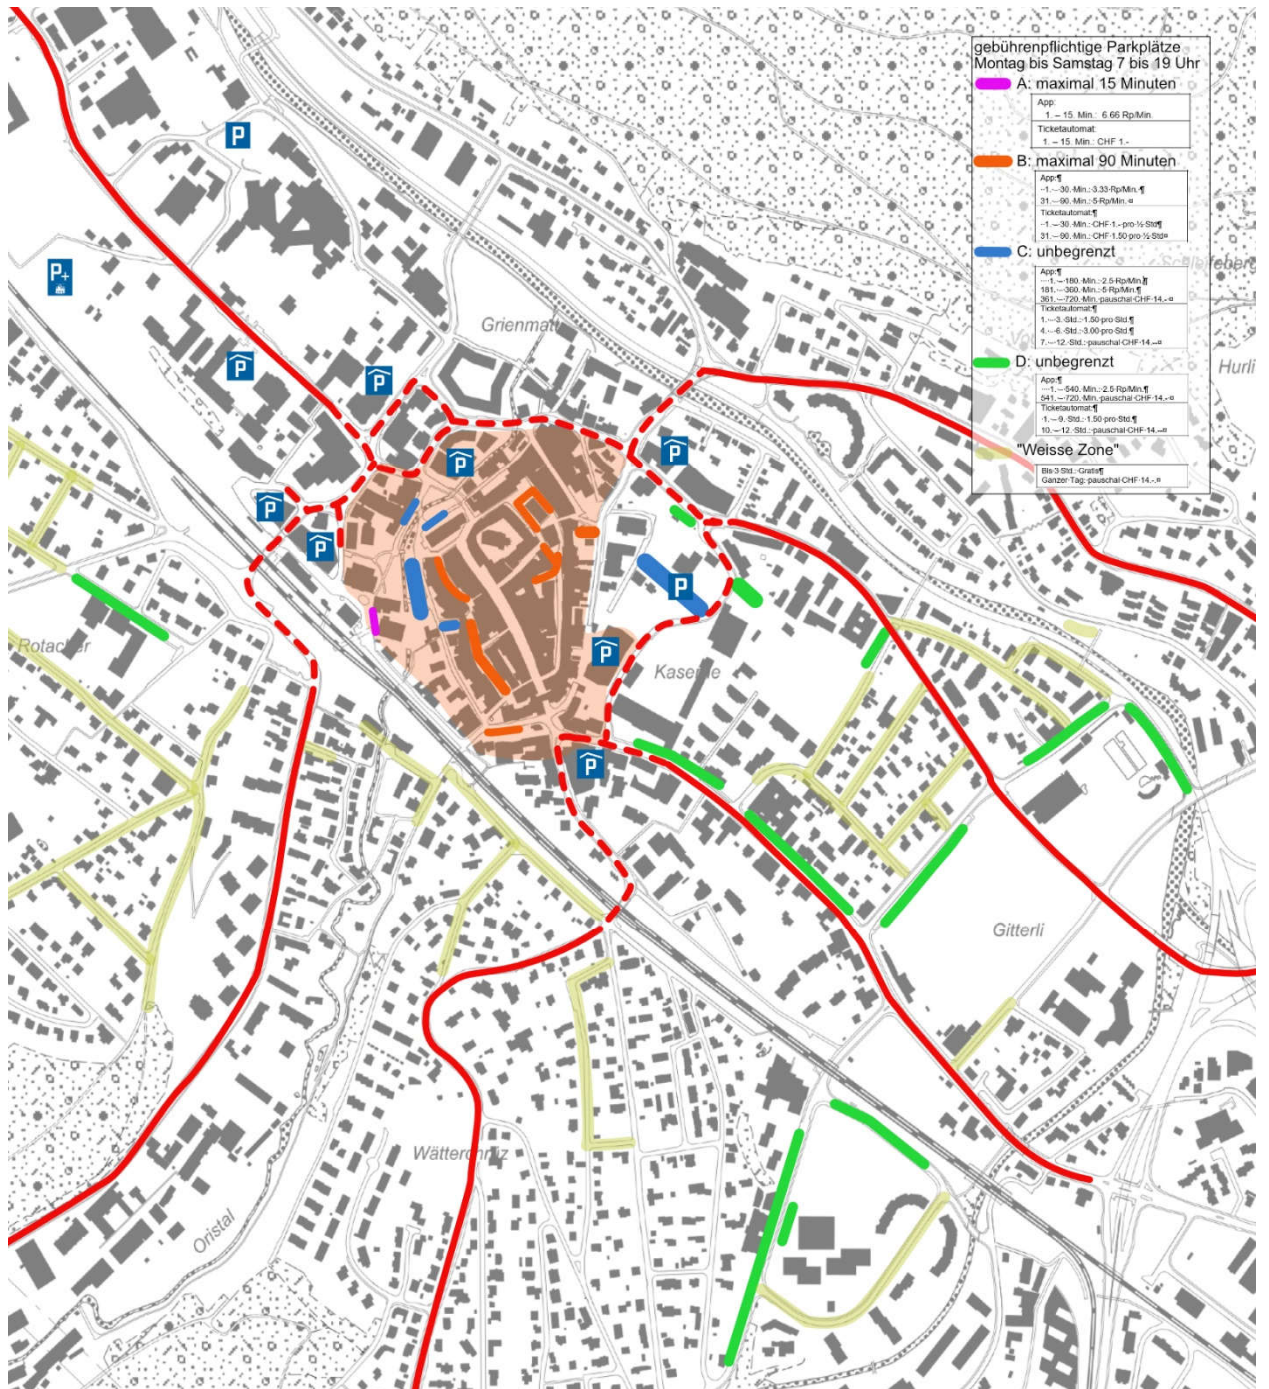 gebührenpflichtige Parkplätze
Montag bis Samstag 7 bis 19 Uhr
A: maximal 15 Minuten
App:
1. – 15. Min.: 6.66 Rp/Min.
Ticketautomat:
1. – 15. Min.: CHF 1.-
B: maximal 90 Minuten
App:¶
1.–30. Min.: 3.33 Rp/Min.¶
31.–90. Min.: 5 Rp/Min.¤
Ticketautomat:¶
1.–30. Min.: CHF 1.- pro ½ Std¶
31.–90. Min.: CHF 1.50 pro ½ Std¤
C: unbegrenzt
App:¶
1.–180. Min.: 2.5 Rp/Min.¶
181.–360. Min.: 5 Rp/Min.¶
361.–720. Min. pauschal CHF 14.-¤
Ticketautomat:¶
1.–3. Std.: 1.50 pro Std.¶
4.–6. Std.: 3.00 pro Std.¶
7.–12. Std.: pauschal CHF 14.–¤
D: unbegrenzt
App:¶
1.–540. Min.: 2.5 Rp/Min.¶
541.–720. Min. pauschal CHF 14.-¤
Ticketautomat:¶
1.–9. Std.: 1.50 pro Std.¶
10.–12. Std.: pauschal CHF 14.–¤
"Weisse Zone"
Bis 3 Std.: Gratis¶
Ganzer Tag: pauschal CHF 14.-¤
P
P+
Grienmatt
Hurli
P
P
P
P
P
P
P
P
Rotacher
Kaserne
P
Gitterli
Wätterchrüz
Oristal